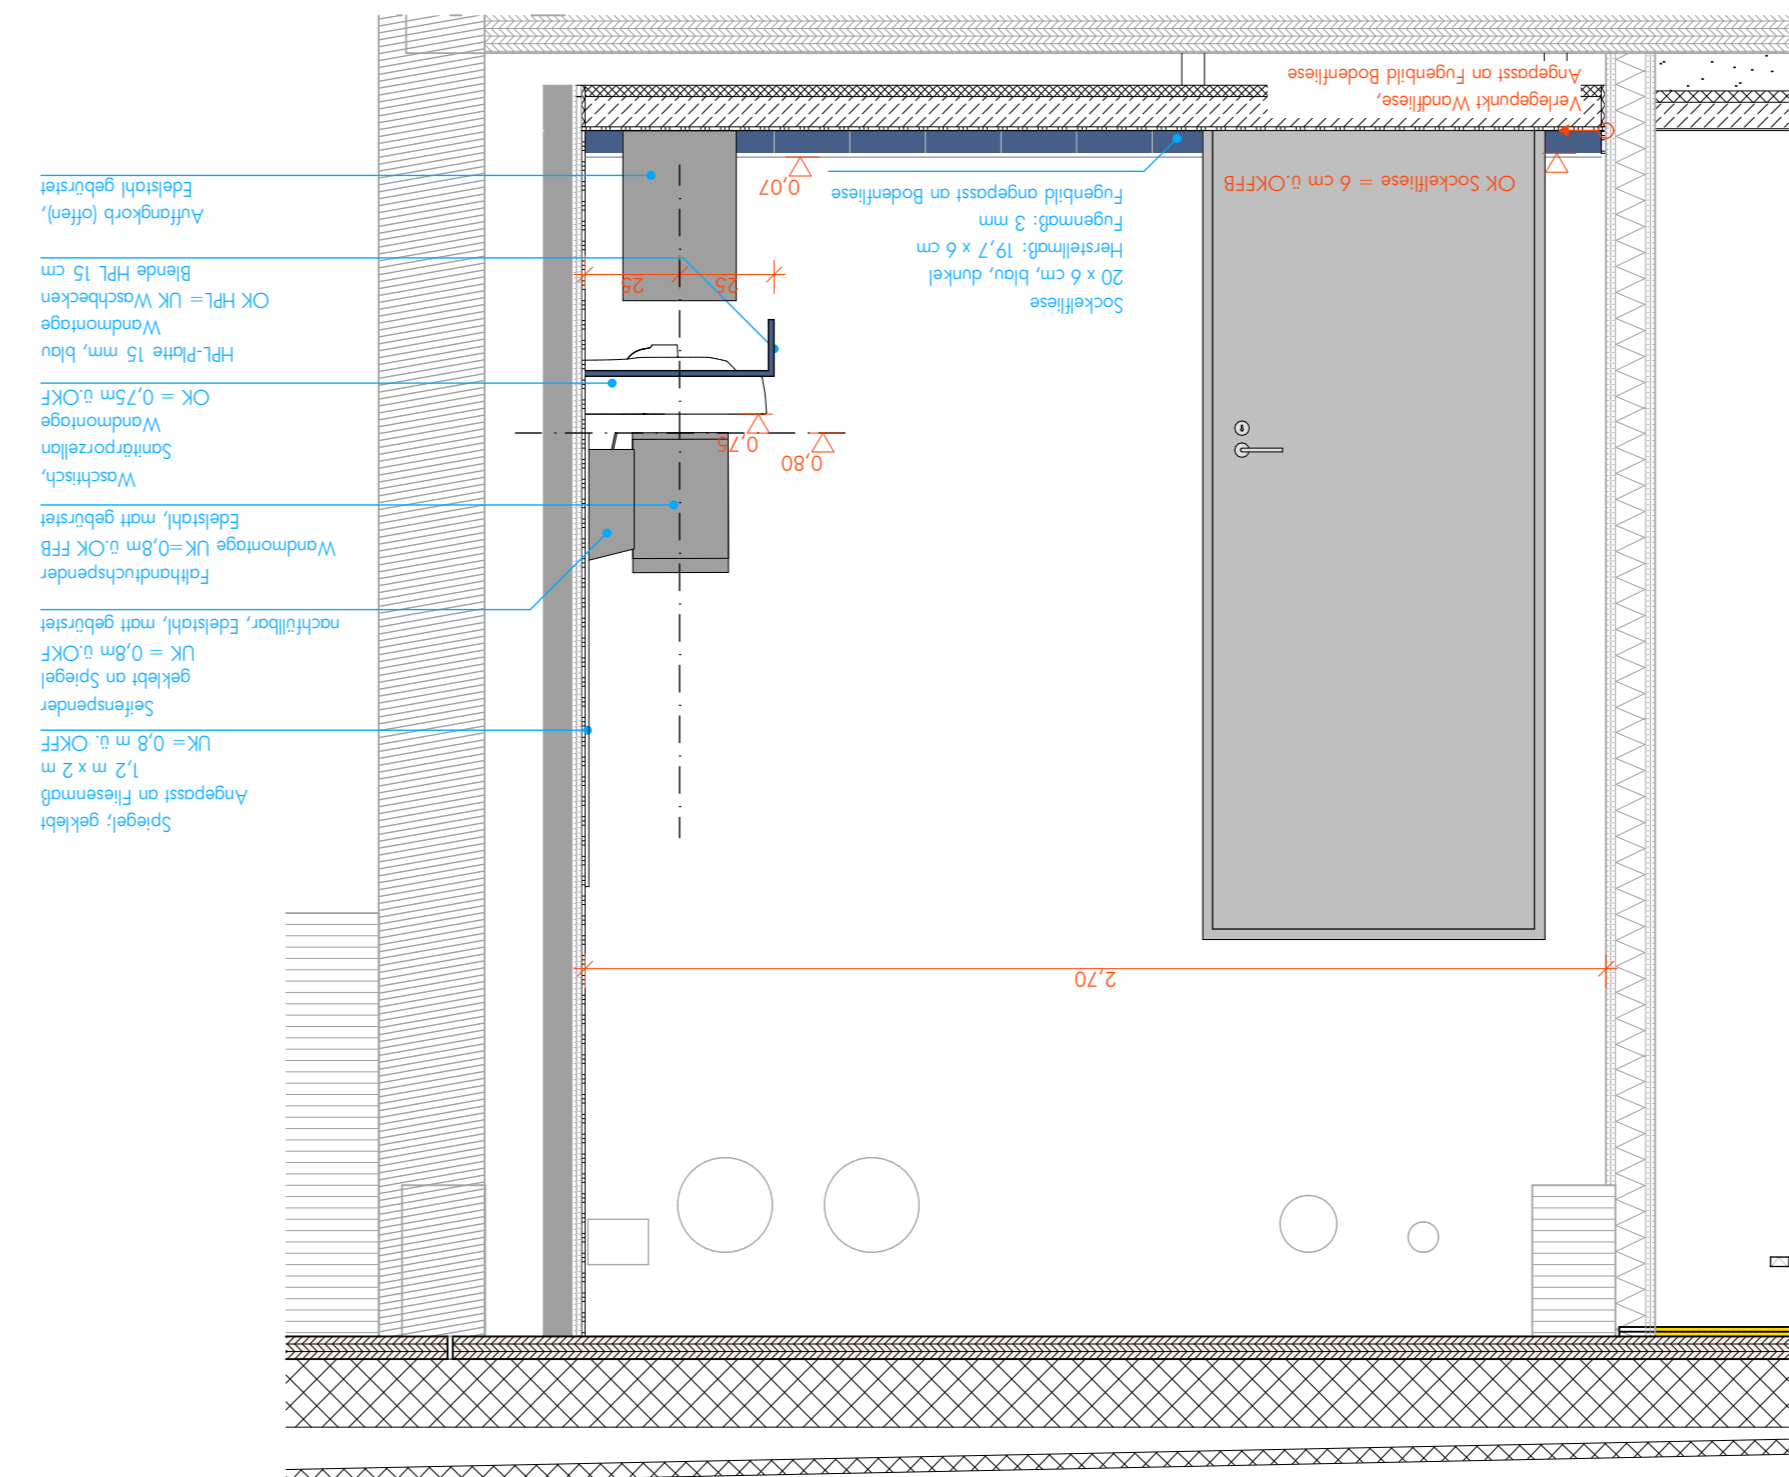 2,70
Spiegel; geklebt
Angepasst an Fliesenmaß
1,2 m x 2 m
UK= 0,8 m ü. OKFF
Seifenspender
geklebt an Spiegel
UK = 0,8m ü.OKF
nachfüllbar, Edelstahl, matt gebürstet
Falthandtuchspender
Wandmontage UK=0,8m ü.OK FFB
Edelstahl, matt gebürstet
Waschtisch,
Sanitärporzellan
Wandmontage
OK = 0,75m ü.OKF
HPL-Platte 15 mm, blau
Wandmontage
OK HPL= UK Waschbecken
Blende HPL 15 cm
Auffangkorb (offen),
Edelstahl gebürstet
0,80
0,75
25
25
0,07
Sockelfliese
20 x 6 cm, blau, dunkel
Herstellmaß: 19,7 x 6 cm
Fugenmaß: 3 mm
Fugenbild angepasst an Bodenfliese
OK Sockelfliese = 6 cm ü.OKFFB
Verlegepunkt Wandfliese,
Angepasst an Fugenbild Bodenfliese